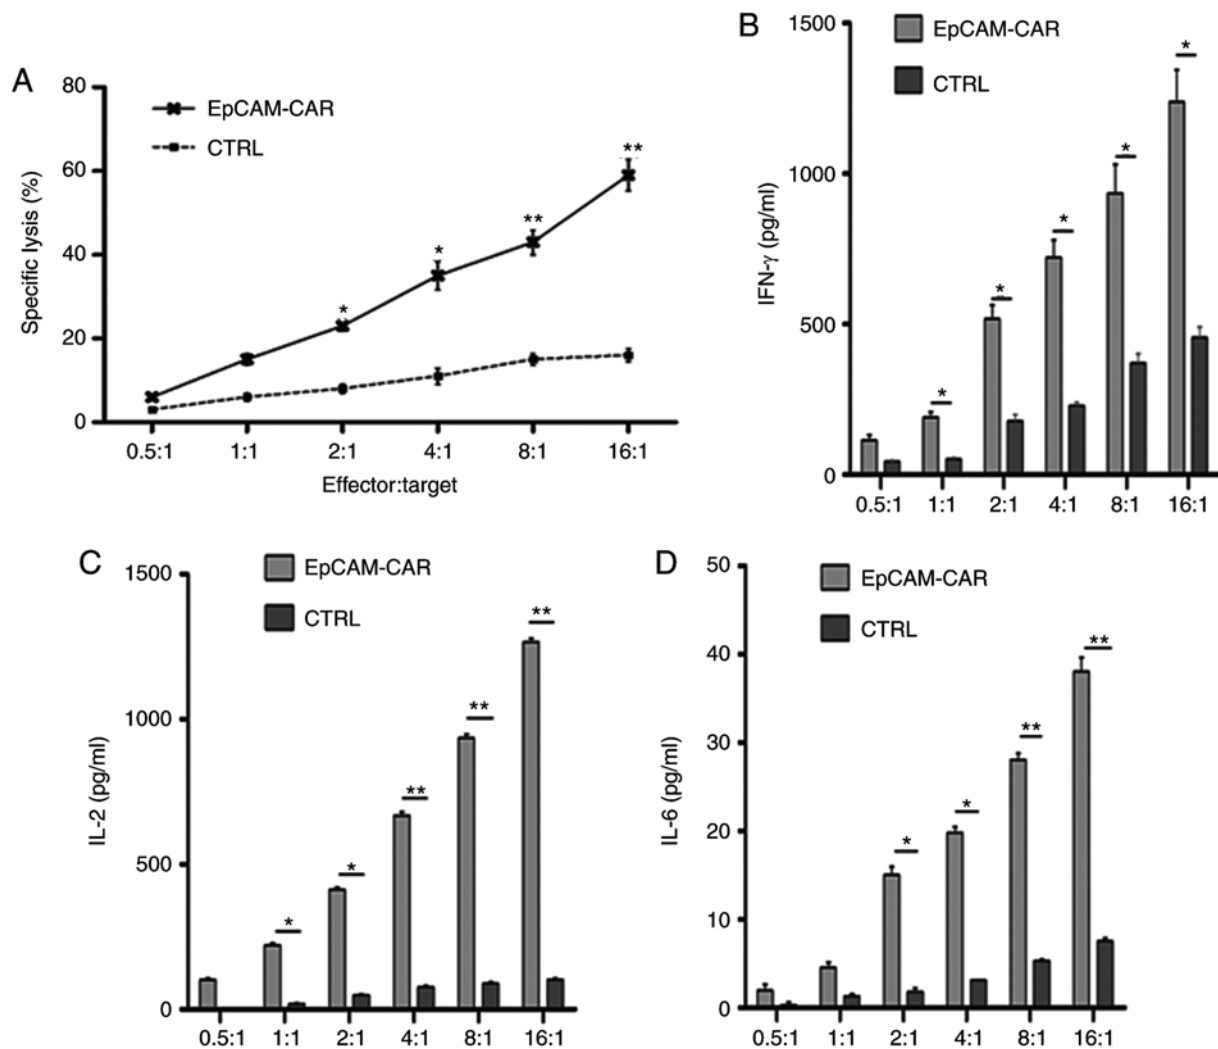 A
EpCAM-CAR
CTRL
Specific lysis (%)
80
60
40
20
0
*
*
**
**
0.5:1 1:1 2:1 4:1 8:1 16:1
Effector:target
B
EpCAM-CAR
CTRL
IFN-γ (pg/ml)
1500
1000
500
0
*
*
*
*
*
0.5:1 1:1 2:1 4:1 8:1 16:1
C
EpCAM-CAR
CTRL
IL-2 (pg/ml)
1500
1000
500
0
*
*
**
**
**
0.5:1 1:1 2:1 4:1 8:1 16:1
D
EpCAM-CAR
CTRL
IL-6 (pg/ml)
50
40
30
20
10
0
*
*
**
**
0.5:1 1:1 2:1 4:1 8:1 16:1